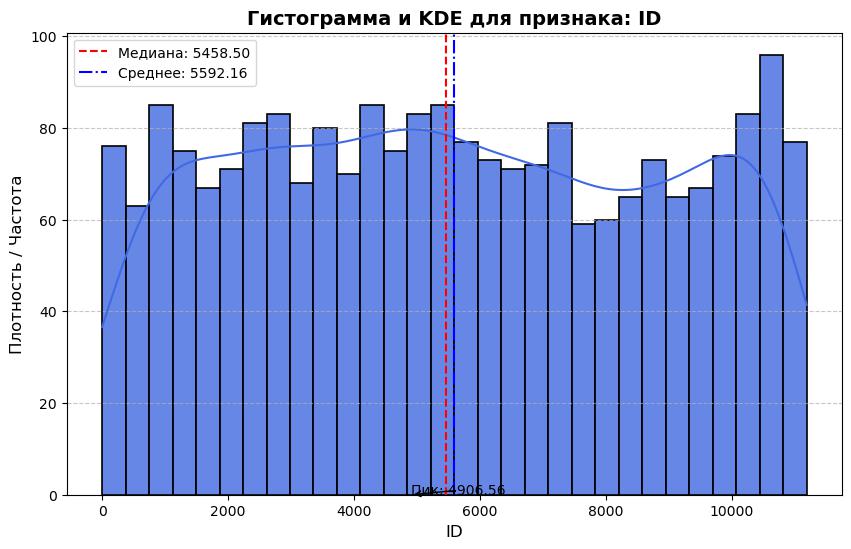 Гистограмма и KDE для признака: ID
Медиана: 5458.50
Среднее: 5592.16
Плотность / Частота
100
80
60
40
20
0
Пик: 4906.56
0 2000 4000 6000 8000 10000
ID